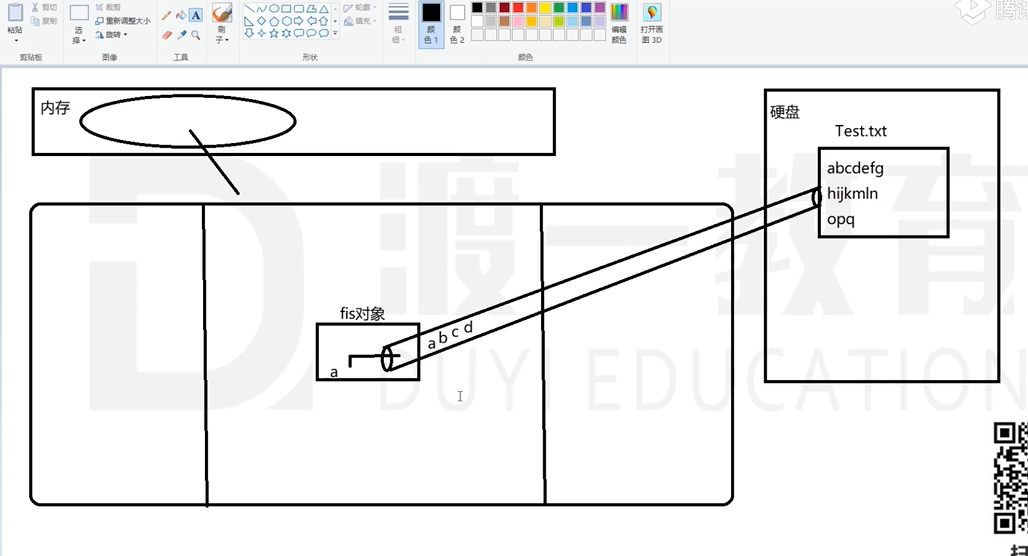 剪切
复制
粘贴
剪贴板
选
择
裁剪
重新调整大小
旋转
图像
A
工具
刷
子
形状
轮廓
填充
粗
细
颜
色 1
颜
色 2
颜色
编辑
颜色
打开画
图 3D
内存
硬盘
Test.txt
abcdefg
hijkmln
opq
fis对象
a b c d
a
渡一教育
DUYI EDUCATION